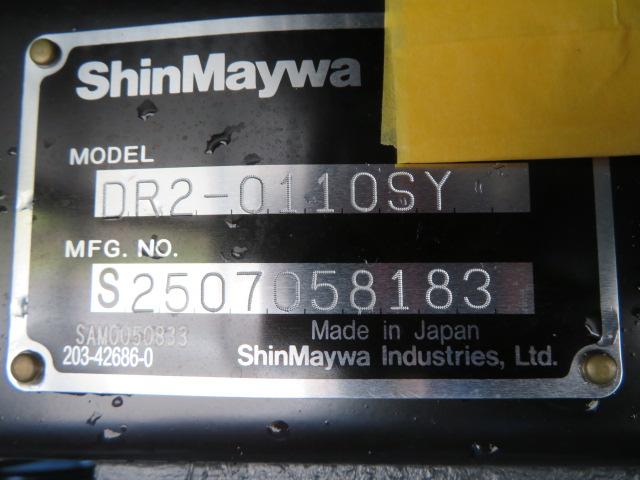 ShinMaywa
MODEL
DR2-0110SY
MFG. NO.
S2507058183
SAM0050833
Made in Japan
203-42686-0
ShinMaywa Industries, Ltd.